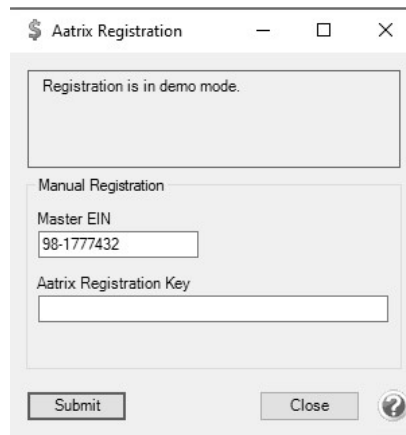 Aatrix Registration
Registration is in demo mode.
Manual Registration
Master EIN
98-1777432
Aatrix Registration Key
Submit
Close
?